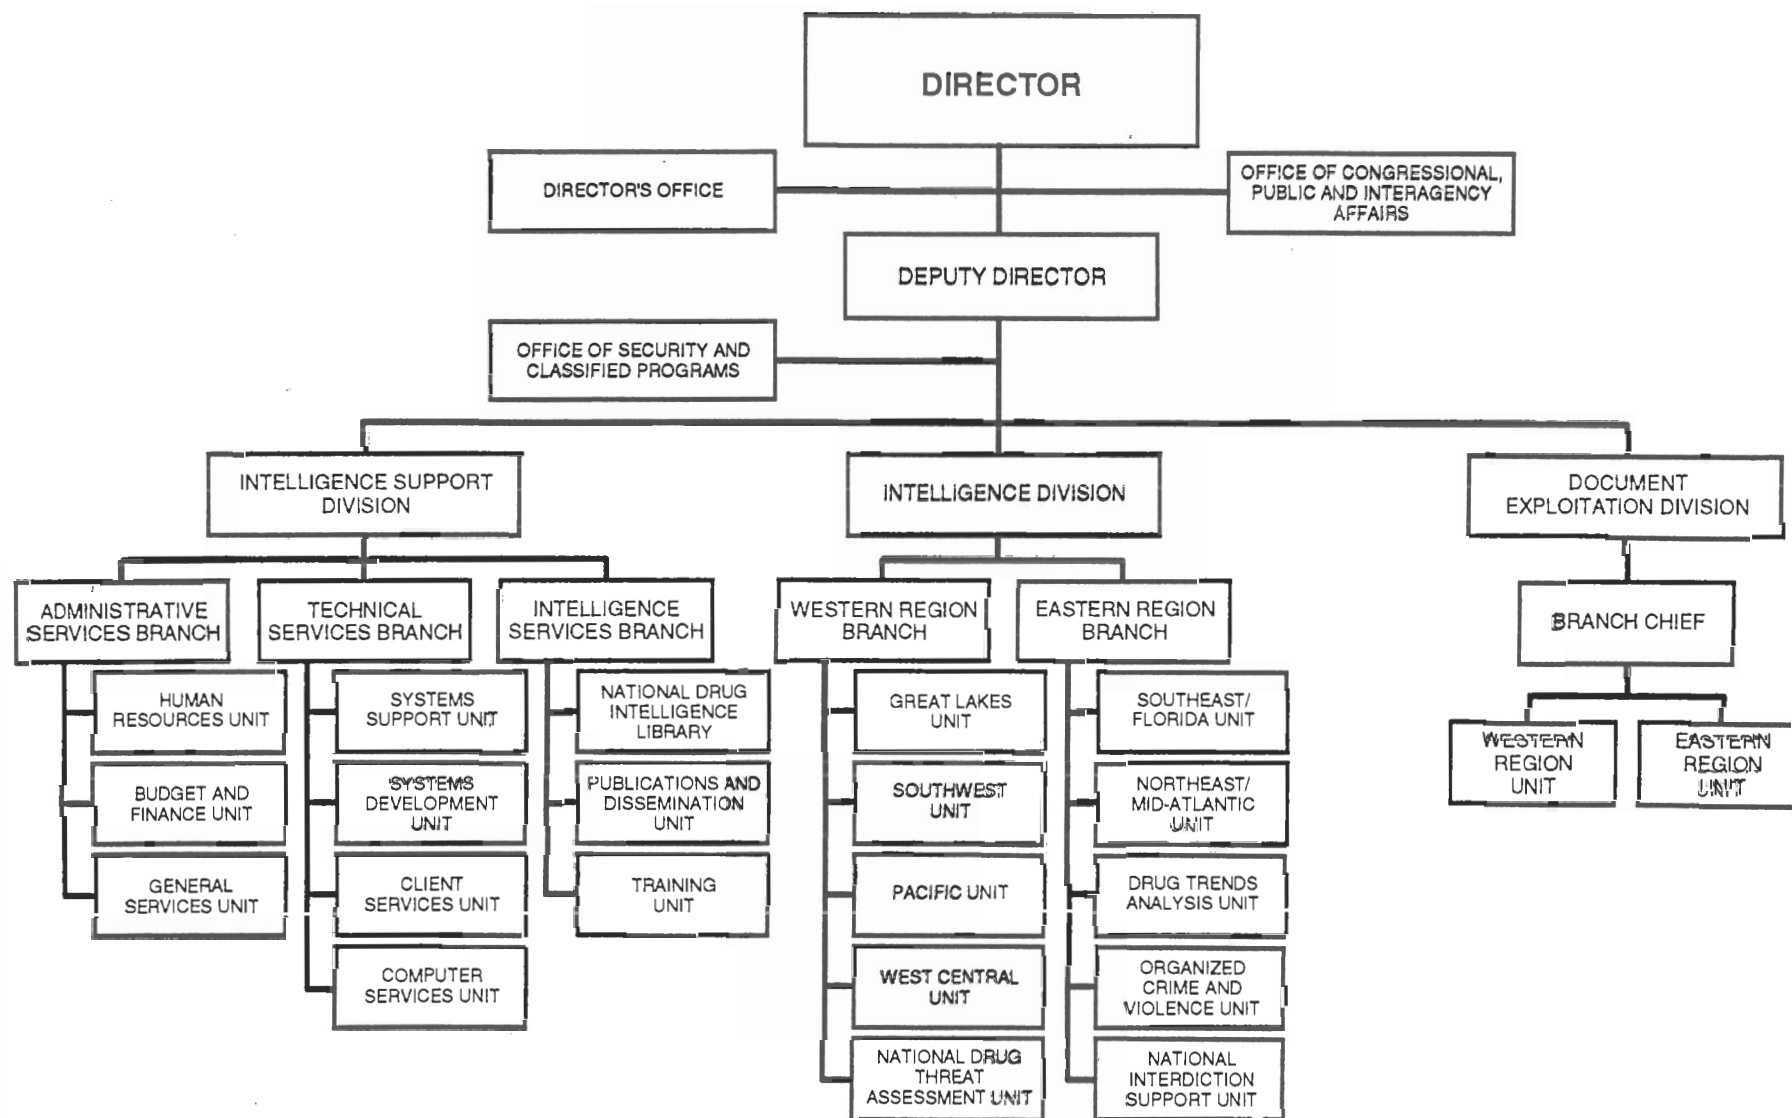 DIRECTOR
DIRECTOR'S OFFICE
OFFICE OF CONGRESSIONAL,
PUBLIC AND INTERAGENCY
AFFAIRS
DEPUTY DIRECTOR
OFFICE OF SECURITY AND
CLASSIFIED PROGRAMS
INTELLIGENCE SUPPORT
DIVISION
INTELLIGENCE DIVISION
DOCUMENT
EXPLOITATION DIVISION
ADMINISTRATIVE
SERVICES BRANCH
TECHNICAL
SERVICES BRANCH
INTELLIGENCE
SERVICES BRANCH
WESTERN REGION
BRANCH
EASTERN REGION
BRANCH
BRANCH CHIEF
HUMAN
RESOURCES UNIT
BUDGET AND
FINANCE UNIT
GENERAL
SERVICES UNIT
SYSTEMS
SUPPORT UNIT
SYSTEMS
DEVELOPMENT
UNIT
CLIENT
SERVICES UNIT
COMPUTER
SERVICES UNIT
NATIONAL DRUG
INTELLIGENCE
LIBRARY
PUBLICATIONS AND
DISSEMINATION
UNIT
TRAINING
UNIT
GREAT LAKES
UNIT
SOUTHWEST
UNIT
PACIFIC UNIT
WEST CENTRAL
UNIT
NATIONAL DRUG
THREAT
ASSESSMENT UNIT
SOUTHEAST/
FLORIDA UNIT
NORTHEAST/
MID-ATLANTIC
UNIT
DRUG TRENDS
ANALYSIS UNIT
ORGANIZED
CRIME AND
VIOLENCE UNIT
NATIONAL
INTERDICTION
SUPPORT UNIT
WESTERN
REGION
UNIT
EASTERN
REGION
UNIT